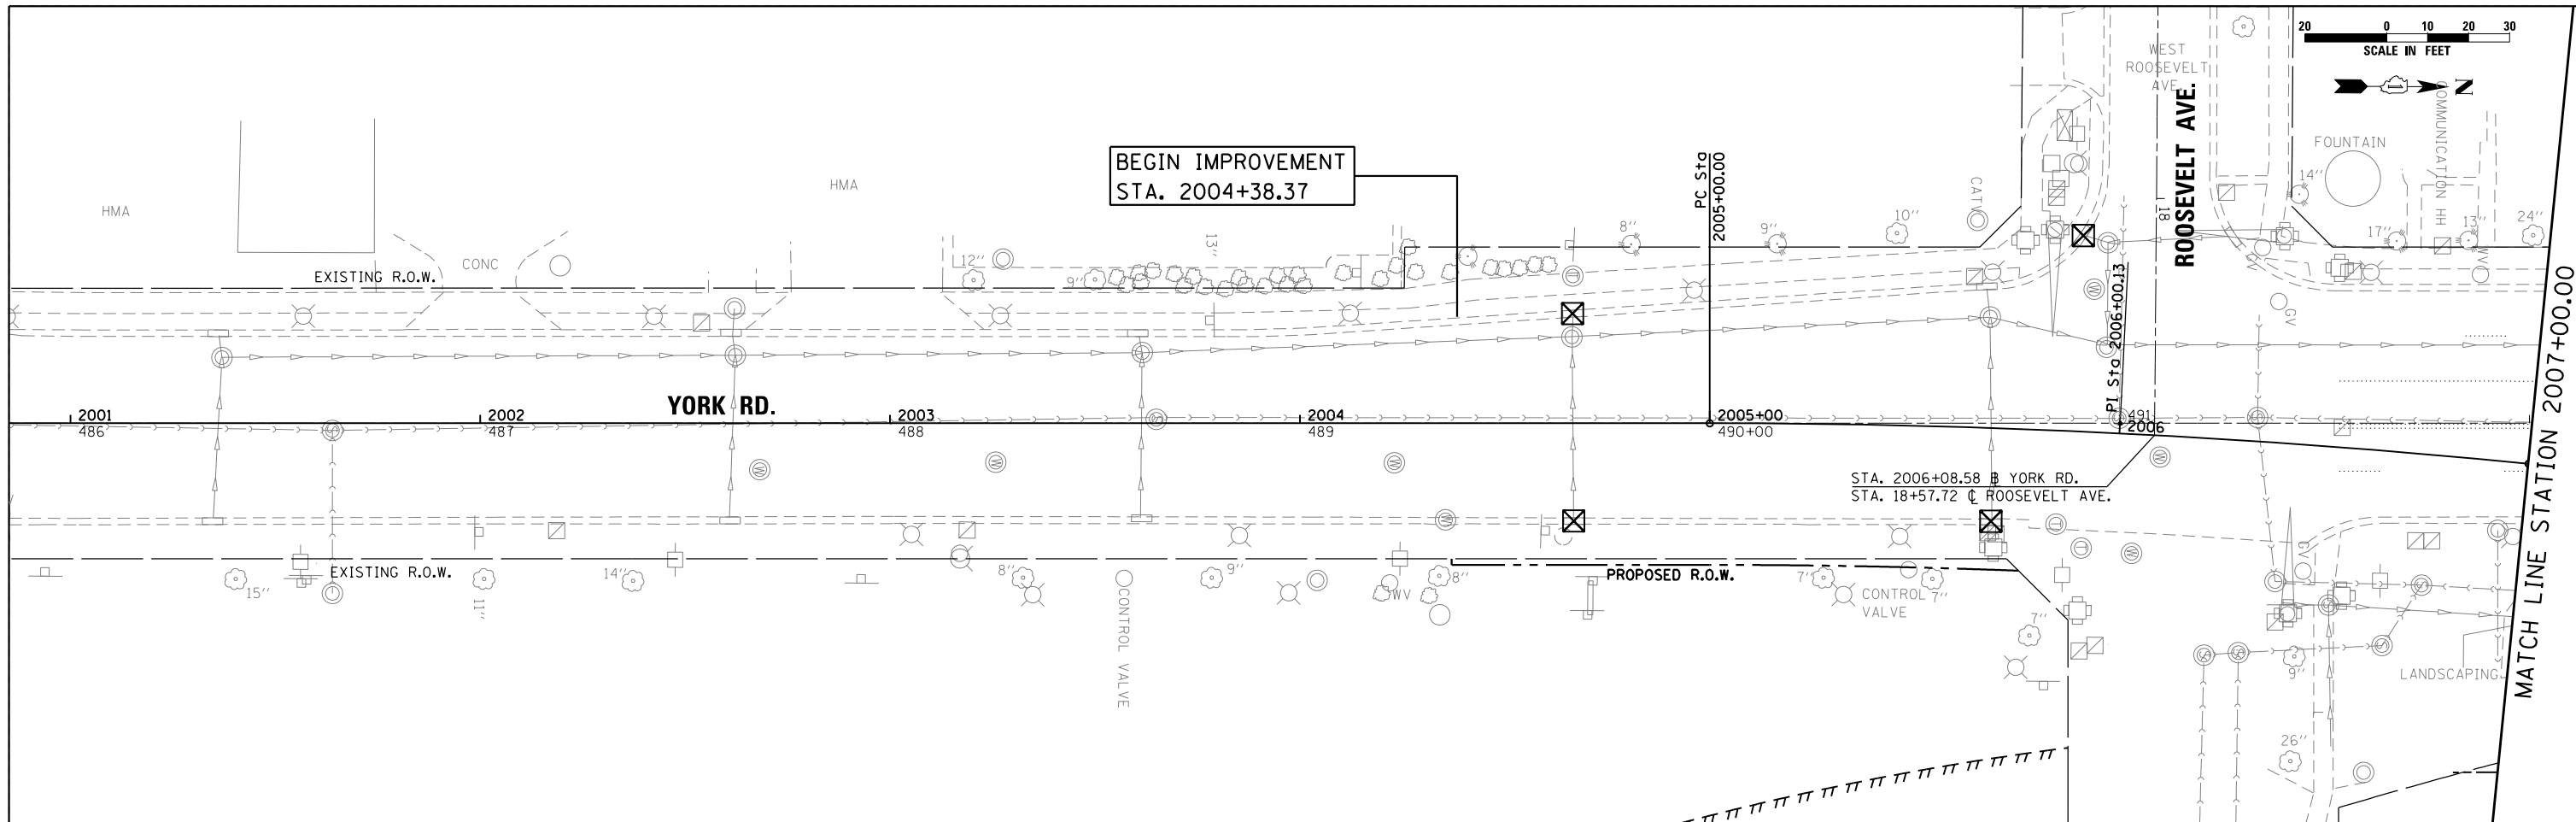 20 0 10 20 30
SCALE IN FEET
N
WEST
ROOSEVELT
AVE.
ROOSEVELT AVE.
18
COMMUNICATION HH
FOUNTAIN
14"
17"
13"
24"
WV
GV
GV
BEGIN IMPROVEMENT
STA. 2004+38.37
PC Sta
2005+00.00
HMA
HMA
CONC
EXISTING R.O.W.
12"
9"
13"
8"
9"
10"
CATV
PI Sta 2006+00.13
YORK RD.
2001
486
2002
487
2003
488
2004
489
2005+00
490+00
491
2006
STA. 2006+08.58 B YORK RD.
STA. 18+57.72 ℄ ROOSEVELT AVE.
EXISTING R.O.W.
15"
11"
14"
8"
9"
CONTROL VALVE
WV
8"
PROPOSED R.O.W.
7"
CONTROL
VALVE
7"
7"
GV
9"
26"
LANDSCAPING
MATCH LINE STATION 2007+00.00